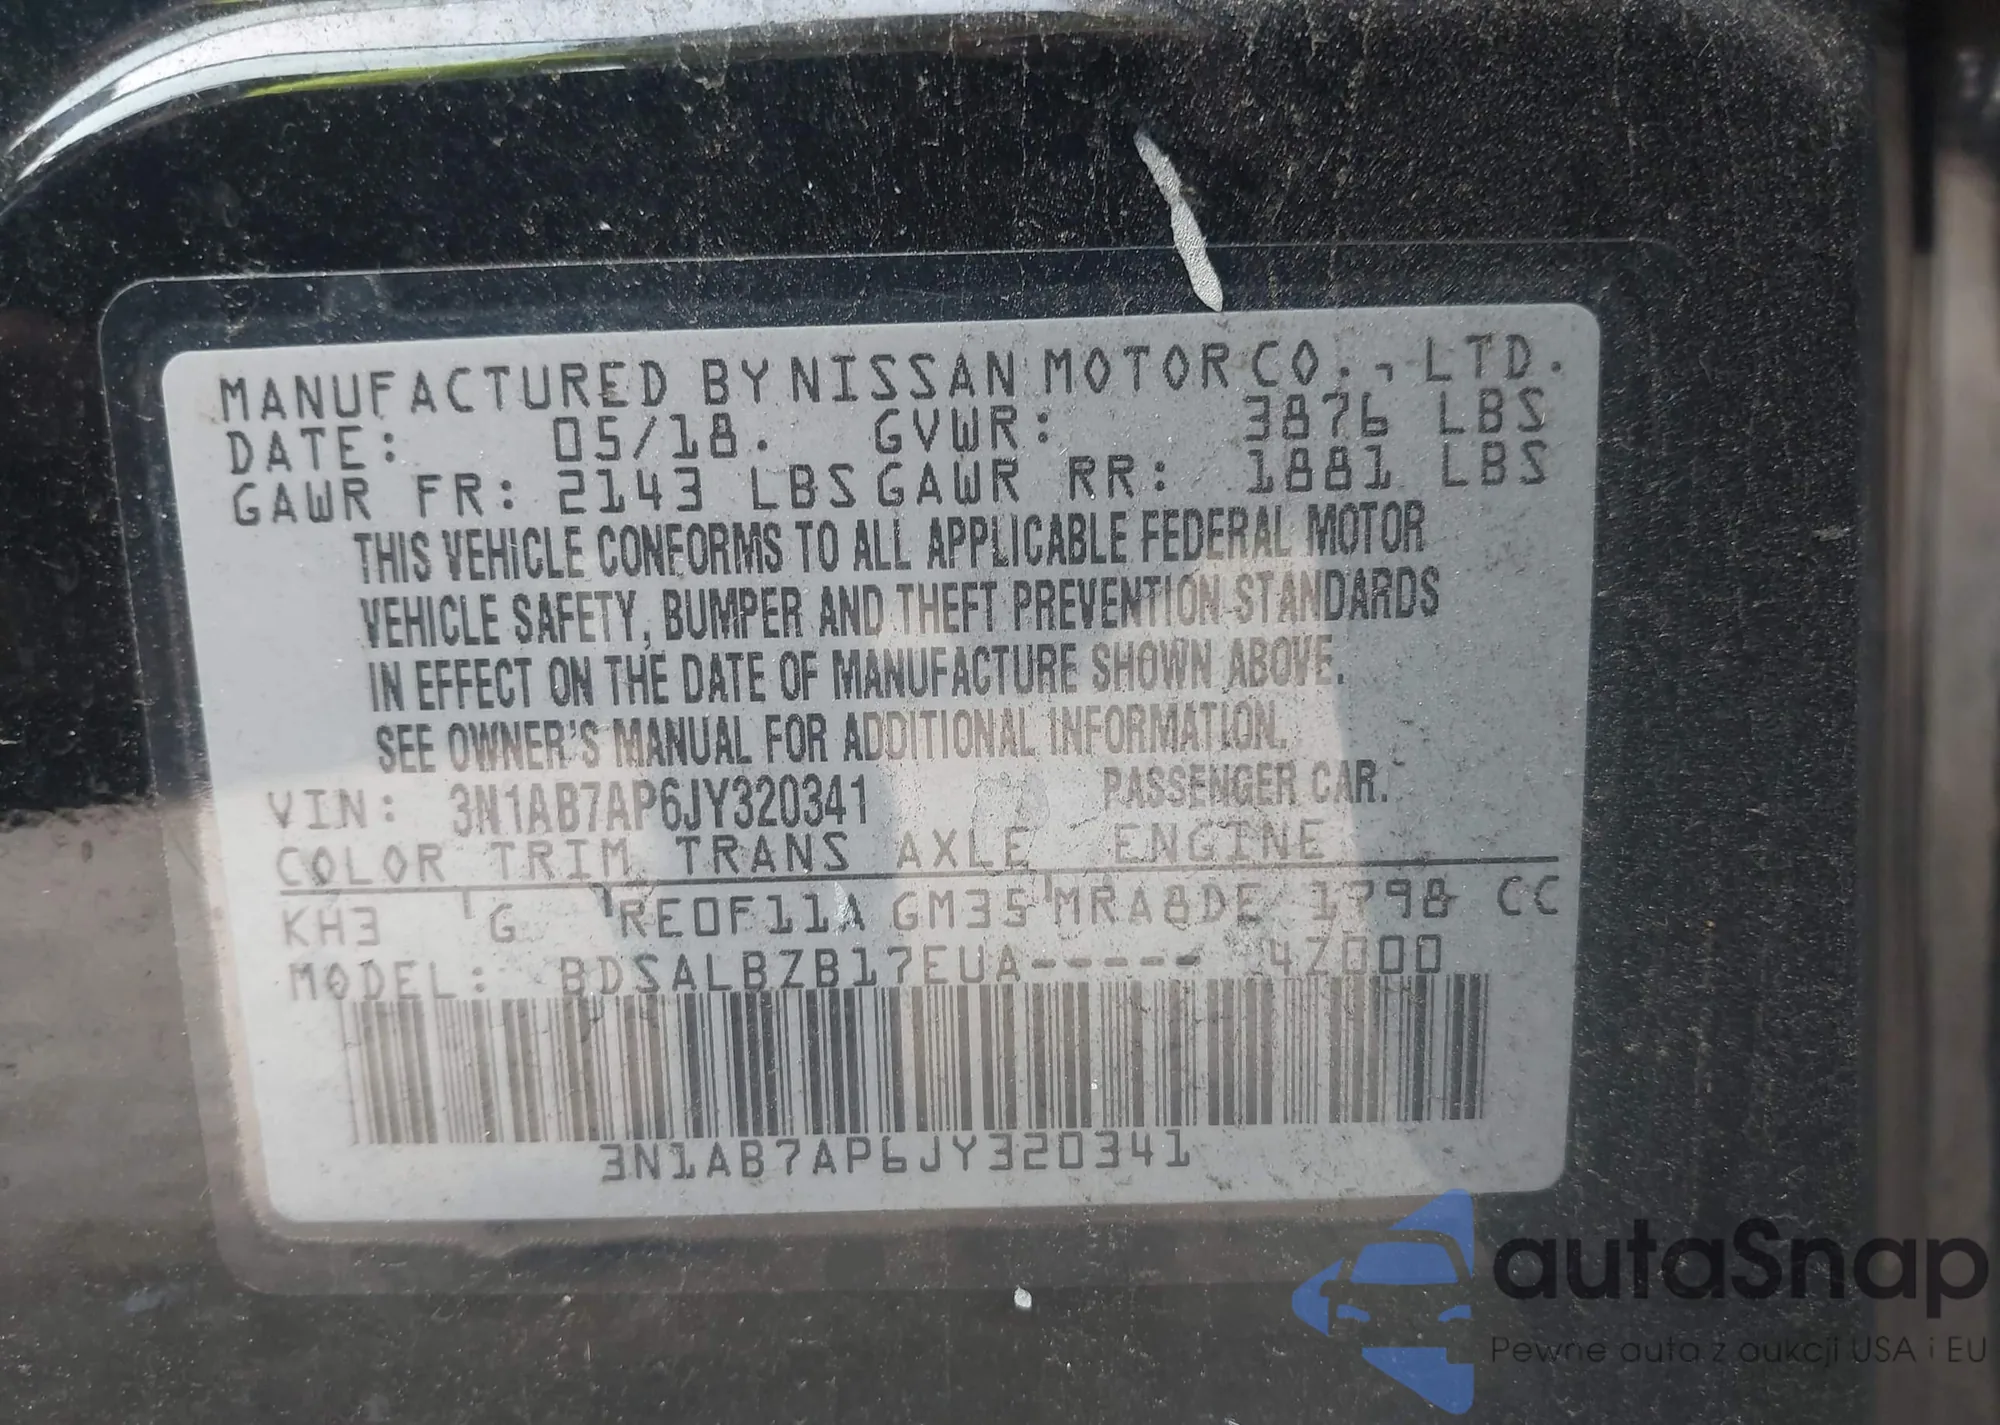 MANUFACTURED BY NISSAN MOTOR CO., LTD.
DATE: 05/18. GVWR: 3876 LBS
GAWR FR: 2143 LBS GAWR RR: 1881 LBS
THIS VEHICLE CONFORMS TO ALL APPLICABLE FEDERAL MOTOR
VEHICLE SAFETY, BUMPER AND THEFT PREVENTION STANDARDS
IN EFFECT ON THE DATE OF MANUFACTURE SHOWN ABOVE.
SEE OWNER'S MANUAL FOR ADDITIONAL INFORMATION.
VIN: 3N1AB7AP6JY320341 PASSENGER CAR.
COLOR TRIM TRANS AXLE ENGINE
KH3 G RE0F11A GM35 MRA8DE 1798 CC
MODEL: BDSALBZB17EUA----- 4Z000
3N1AB7AP6JY320341
autaSnap
Pewne auta z aukcji USA i EU